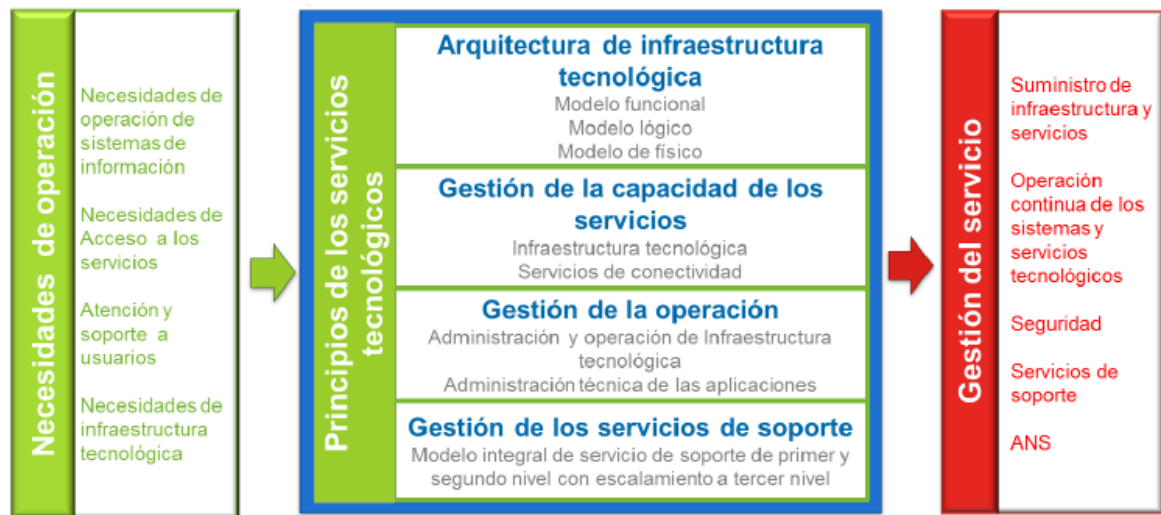 Necesidades de operación
Necesidades de
operación de
sistemas de
información
Necesidades de
Acceso a los
servicios
Atención y
soporte a
usuarios
Necesidades de
infraestructura
tecnológica
Principios de los servicios
tecnológicos
Arquitectura de infraestructura
tecnológica
Modelo funcional
Modelo lógico
Modelo de físico
Gestión de la capacidad de los
servicios
Infraestructura tecnológica
Servicios de conectividad
Gestión de la operación
Administración y operación de Infraestructura
tecnológica
Administración técnica de las aplicaciones
Gestión de los servicios de soporte
Modelo integral de servicio de soporte de primer y
segundo nivel con escalamiento a tercer nivel
Gestión del servicio
Suministro de
infraestructura y
servicios
Operación
continua de los
sistemas y
servicios
tecnológicos
Seguridad
Servicios de
soporte
ANS